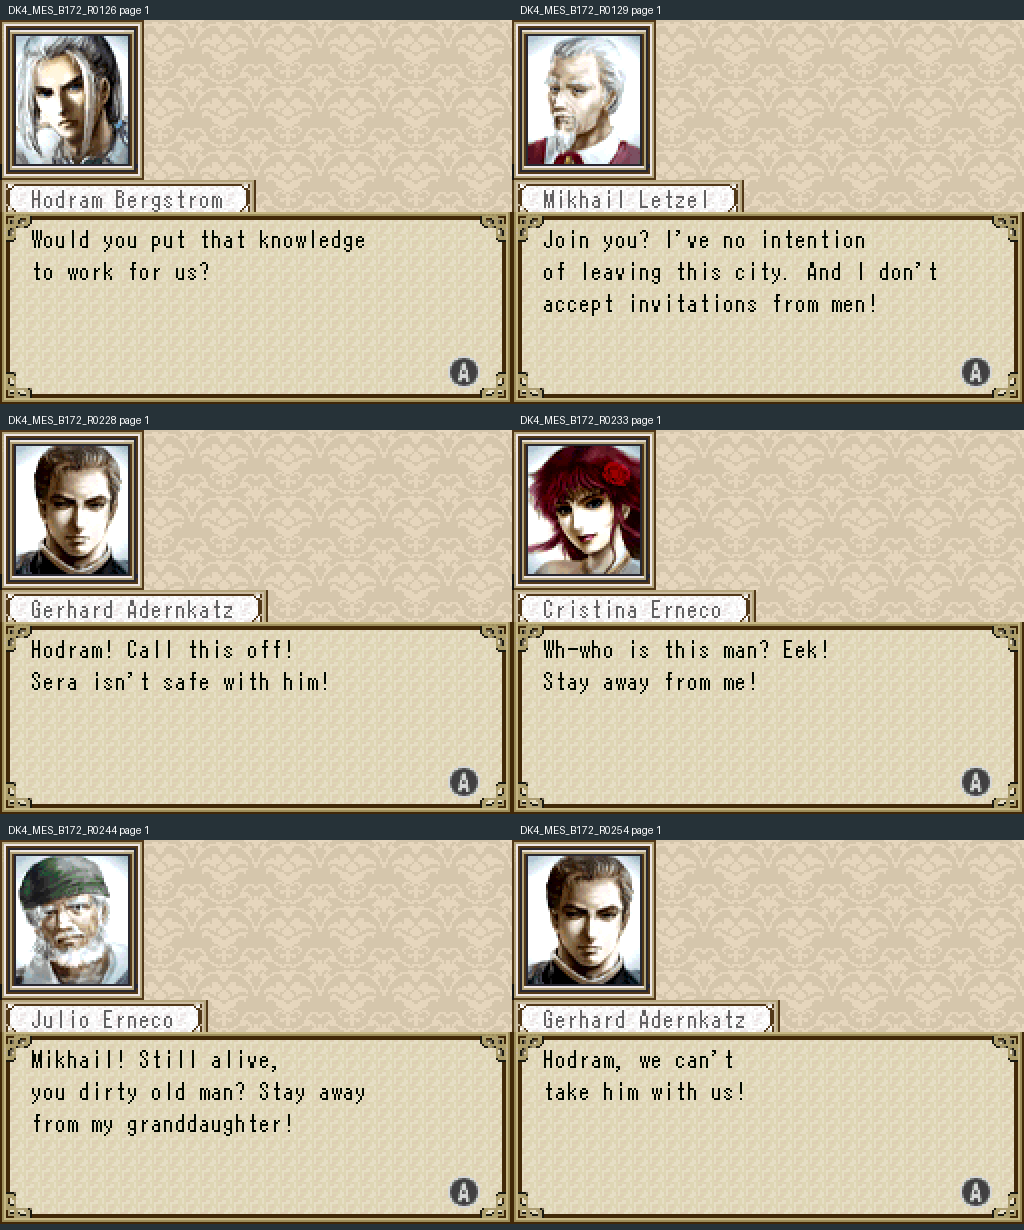 DK4_MES_B172_R0126 page 1
Hodram Bergstrom
Would you put that knowledge
to work for us?
A
DK4_MES_B172_R0129 page 1
Mikhail Letzel
Join you? I've no intention
of leaving this city. And I don't
accept invitations from men!
A
DK4_MES_B172_R0228 page 1
Gerhard Adernkatz
Hodram! Call this off!
Sera isn't safe with him!
A
DK4_MES_B172_R0233 page 1
Cristina Erneco
Wh-who is this man? Eek!
Stay away from me!
A
DK4_MES_B172_R0244 page 1
Julio Erneco
Mikhail! Still alive,
you dirty old man? Stay away
from my granddaughter!
A
DK4_MES_B172_R0254 page 1
Gerhard Adernkatz
Hodram, we can't
take him with us!
A